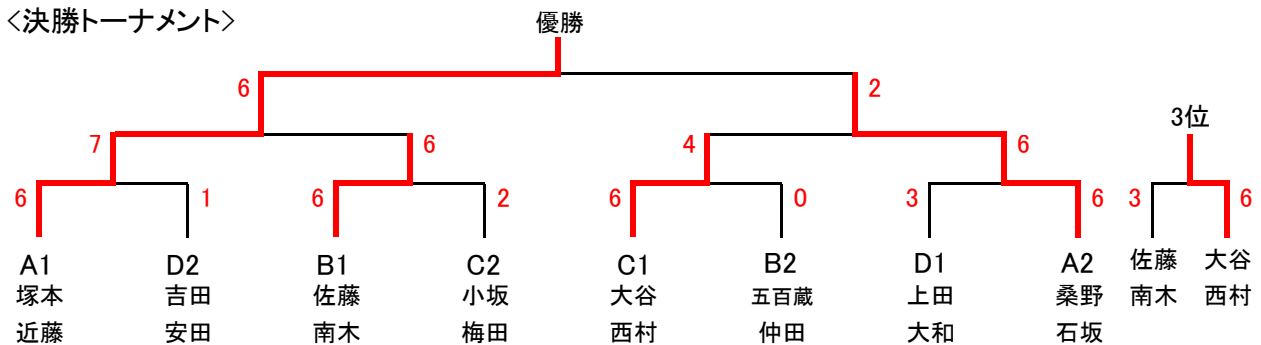 <決勝トーナメント>
優勝
6 2
7 6 4 6 3位
6 1 6 2 6 0 3 6 3 6
A1 D2 B1 C2 C1 B2 D1 A2 佐藤 大谷
塚本 吉田 佐藤 小坂 大谷 五百蔵 上田 桑野 南木 西村
近藤 安田 南木 梅田 西村 仲田 大和 石坂